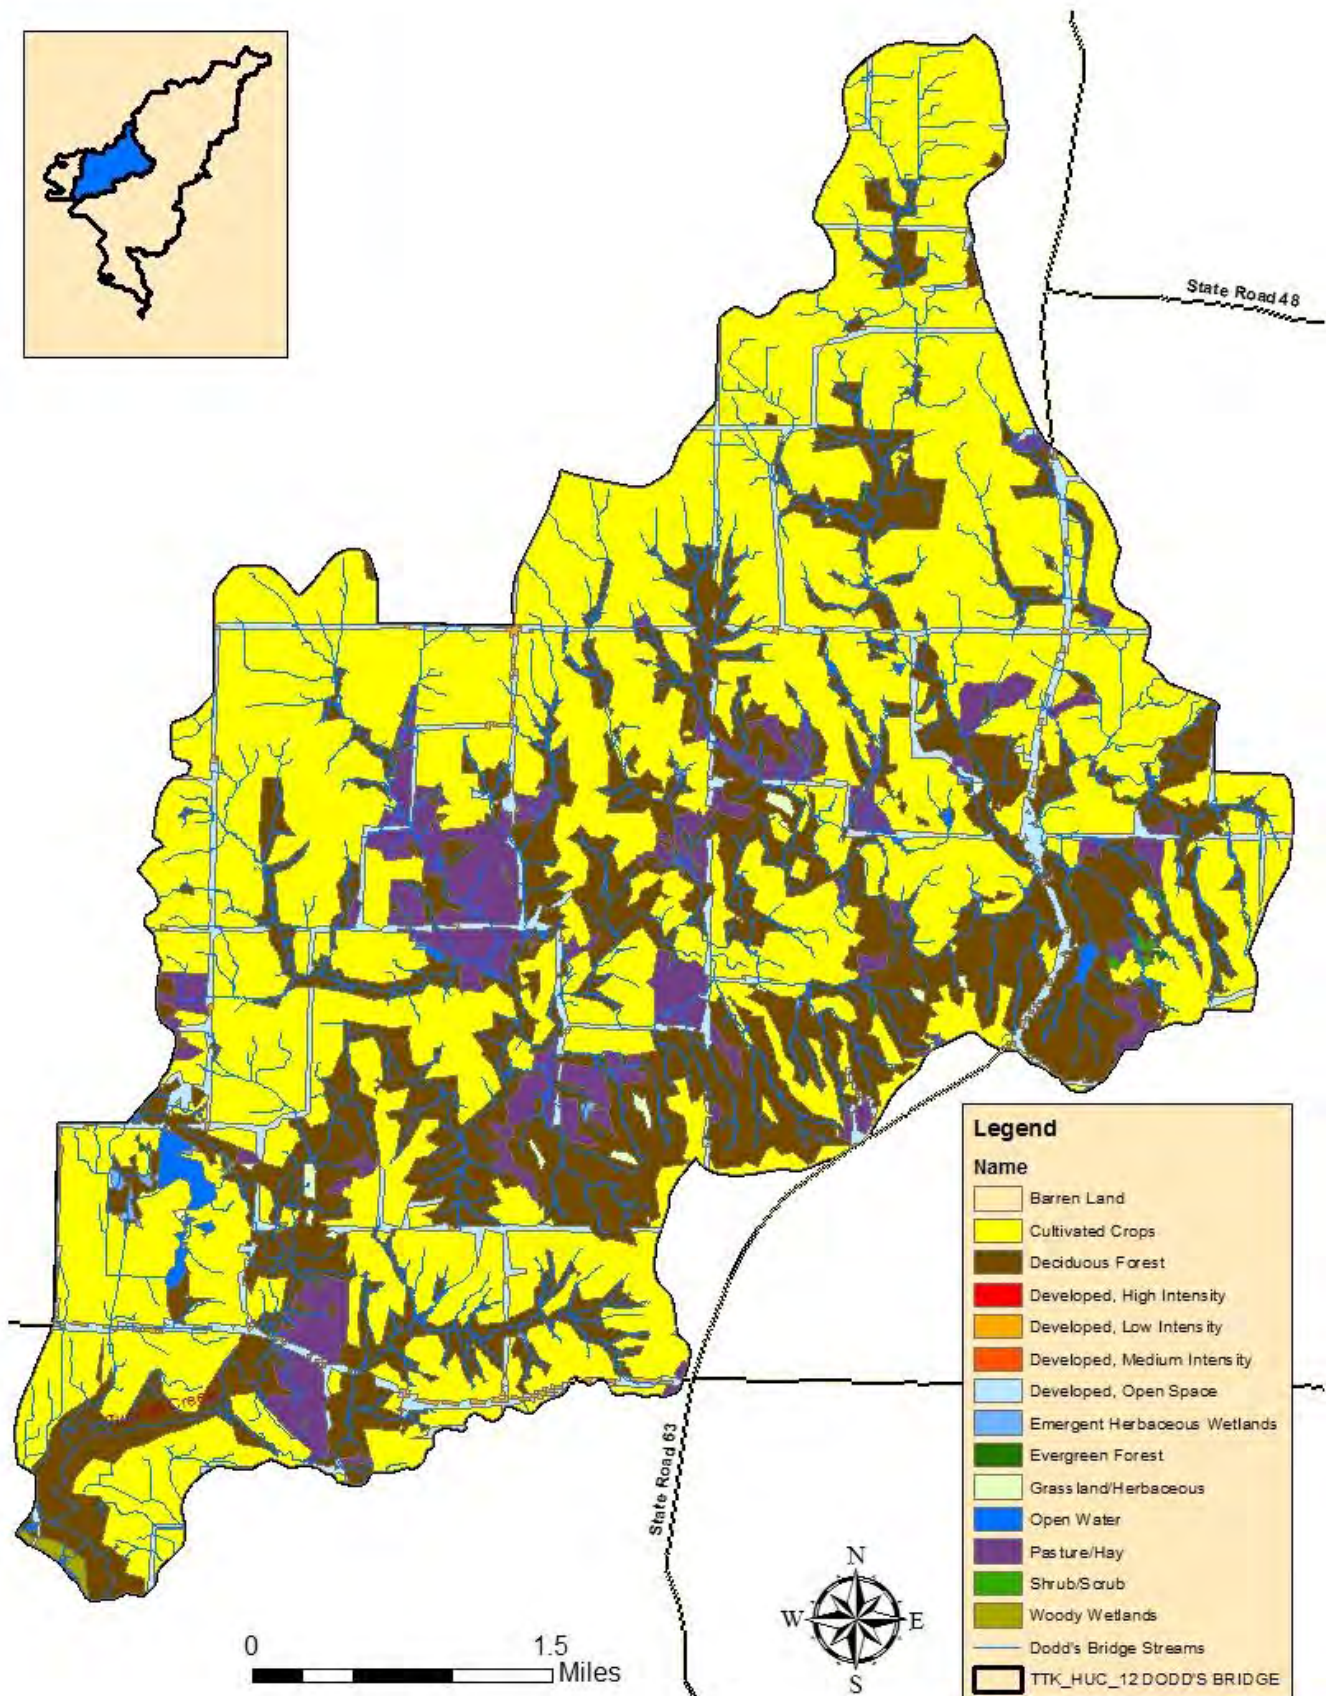 State Road 48
Legend
Name
Barren Land
Cultivated Crops
Deciduous Forest
Developed, High Intensity
Developed, Low Intensity
Developed, Medium Intensity
Developed, Open Space
Emergent Herbaceous Wetlands
Evergreen Forest
Grassland/Herbaceous
Open Water
Pasture/Hay
Shrub/Scrub
Woody Wetlands
Dodd's Bridge Streams
TTK_HUC_12 DODD'S BRIDGE
State Road 63
N
W E
S
0 1.5
Miles